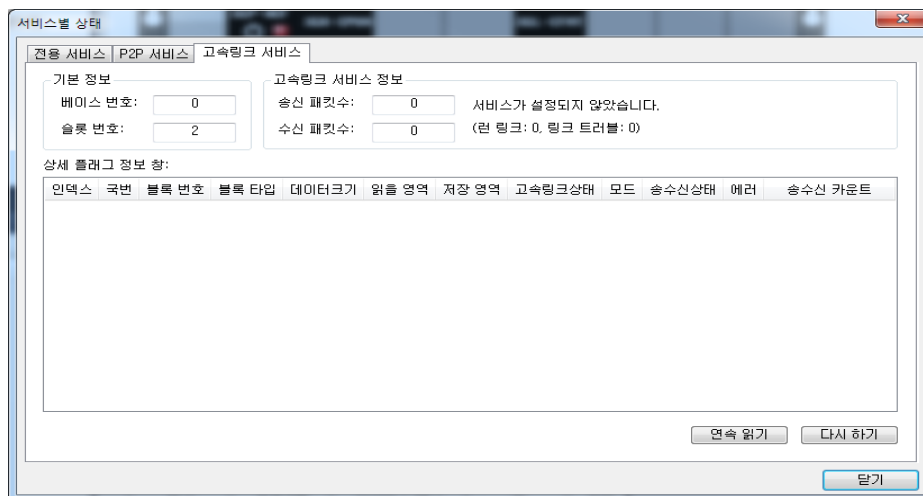 서비스별 상태
전용 서비스 P2P 서비스 고속링크 서비스
기본 정보
베이스 번호: 0
슬롯 번호: 2
고속링크 서비스 정보
송신 패킷수: 0
수신 패킷수: 0
서비스가 설정되지 않았습니다.
(런 링크: 0, 링크 트러블: 0)
상세 플래그 정보 창:
인덱스 국번 블록 번호 블록 타입 데이터크기 읽을 영역 저장 영역 고속링크상태 모드 송수신상태 에러 송수신 카운트
연속 읽기 다시 하기
닫기